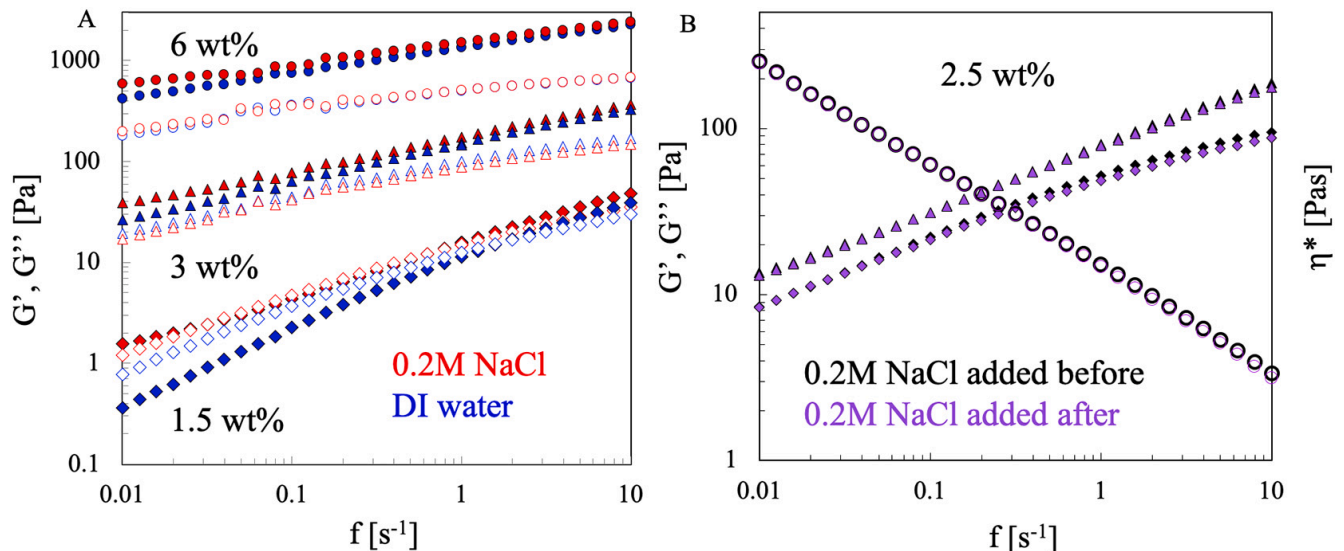 A
6 wt%
1000
100
10
1
0.1
G’, G’’ [Pa]
3 wt%
0.2M NaCl
DI water
1.5 wt%
0.01
0.1
1
10
f [s-1]
B
2.5 wt%
100
10
1
G’, G’’ [Pa]
η* [Pas]
0.2M NaCl added before
0.2M NaCl added after
0.01
0.1
1
10
f [s-1]